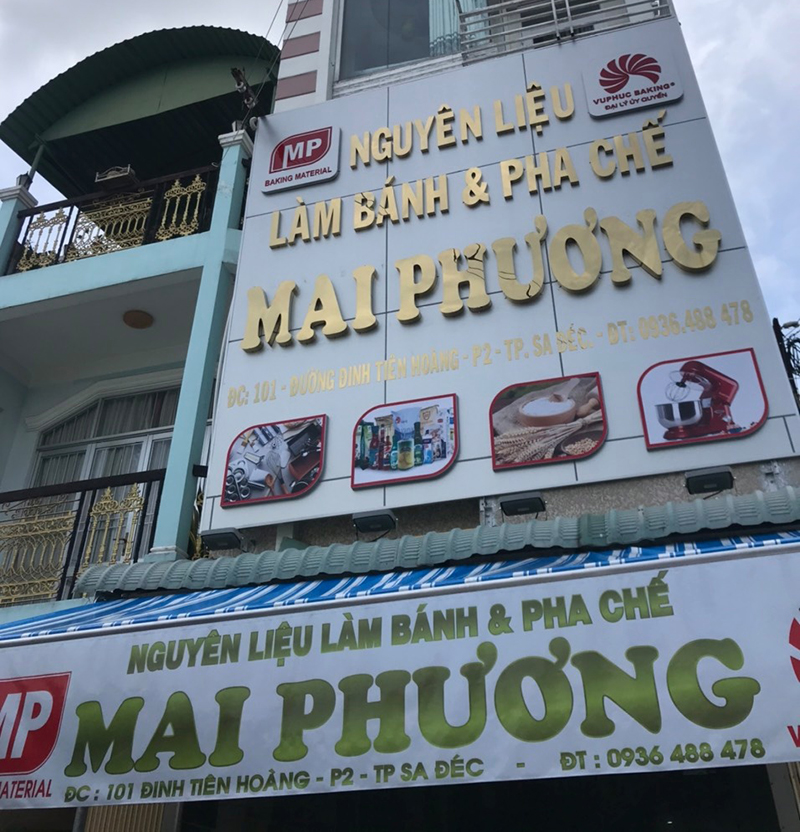 MP
BAKING MATERIAL
VUPHUC BAKING®
ĐẠI LÝ ỦY QUYỀN
NGUYÊN LIỆU
LÀM BÁNH & PHA CHẾ
MAI PHƯƠNG
ĐC: 101 - ĐƯỜNG ĐINH TIÊN HOÀNG - P2 - TP. SA ĐÉC. - ĐT: 0936.488 478
NGUYÊN LIỆU LÀM BÁNH & PHA CHẾ
MP
MATERIAL
MAI PHƯƠNG
ĐC : 101 ĐINH TIÊN HOÀNG - P2 - TP SA ĐÉC - ĐT : 0936 488 478